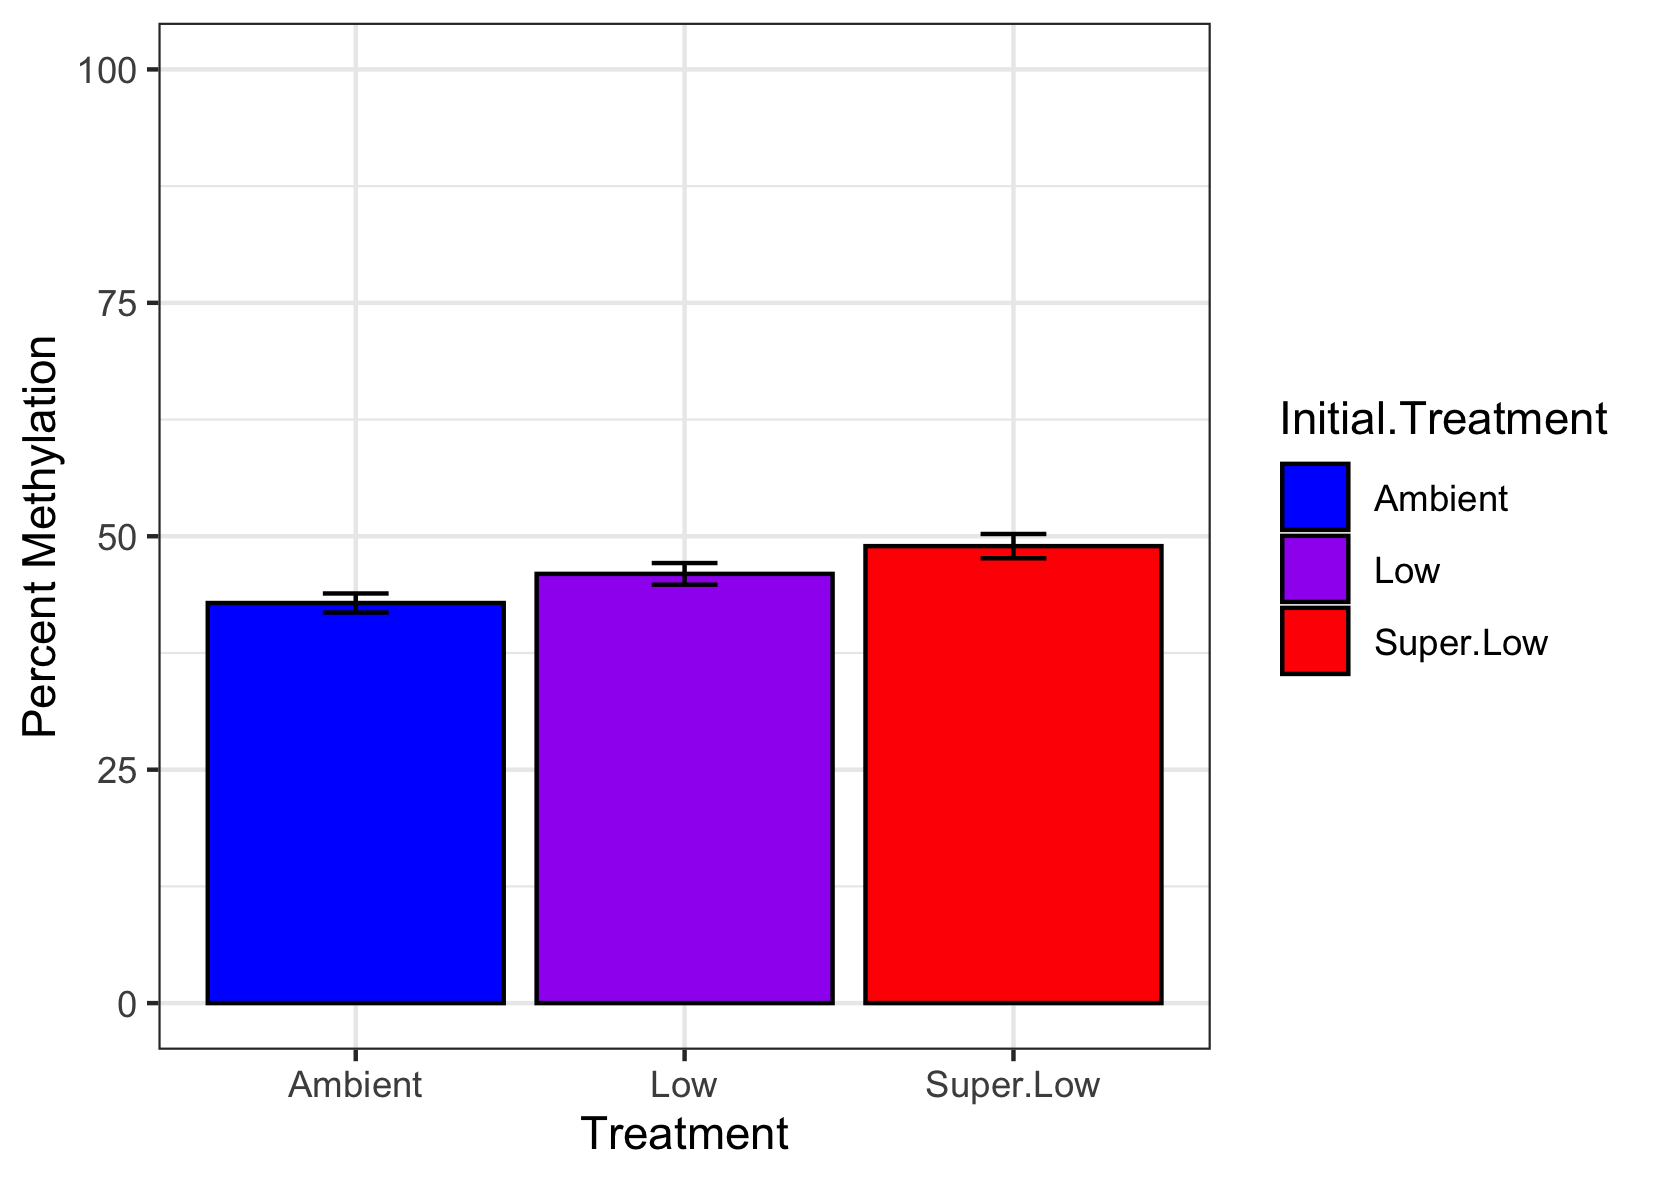 Percent Methylation
100
75
50
25
0
Ambient
Low
Super.Low
Treatment
Initial.Treatment
Ambient
Low
Super.Low